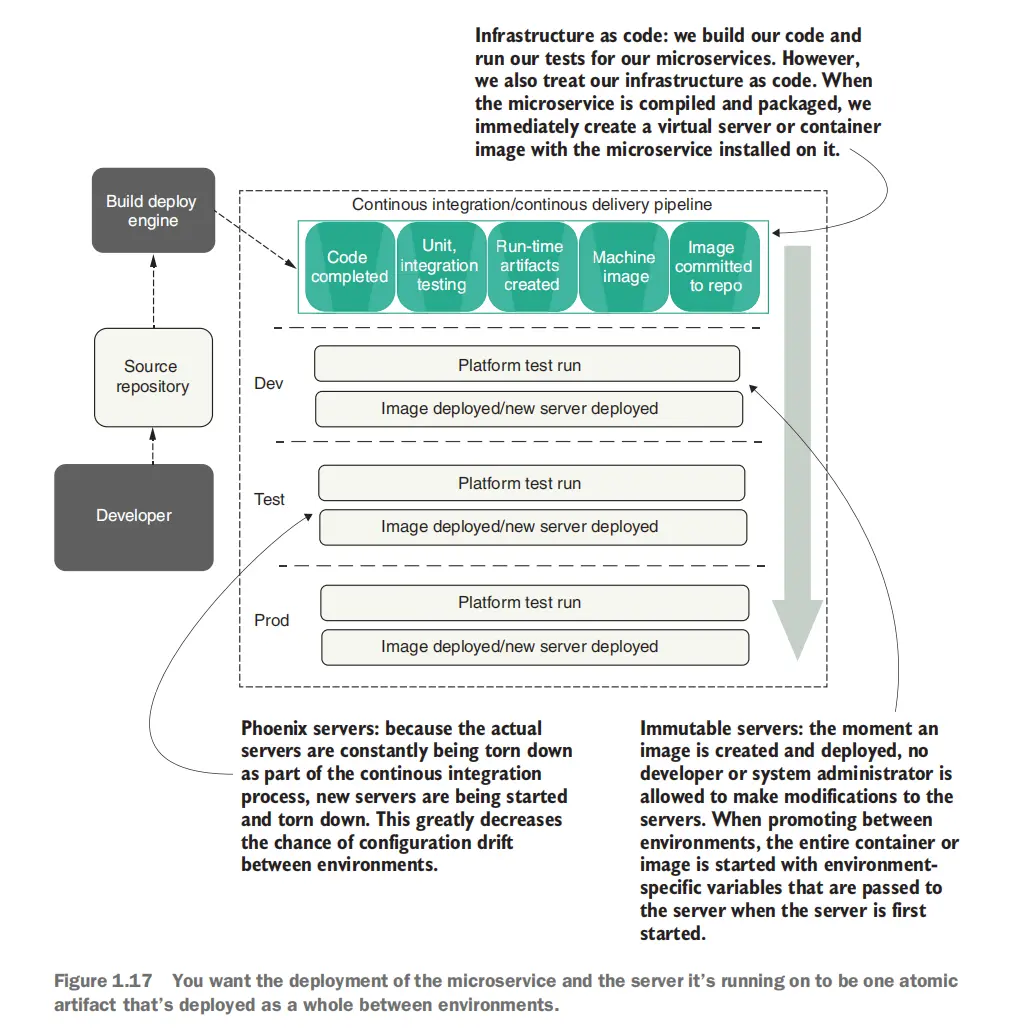 Infrastructure as code: we build our code and
run our tests for our microservices. However,
we also treat our infrastructure as code. When
the microservice is compiled and packaged, we
immediately create a virtual server or container
image with the microservice installed on it.
Build deploy
engine
Continous integration/continous delivery pipeline
Code
completed
Unit,
integration
testing
Run-time
artifacts
created
Machine
image
Image
committed
to repo
Source
repository
Developer
Dev
Platform test run
Image deployed/new server deployed
Test
Platform test run
Image deployed/new server deployed
Prod
Platform test run
Image deployed/new server deployed
Phoenix servers: because the actual
servers are constantly being torn down
as part of the continous integration
process, new servers are being started
and torn down. This greatly decreases
the chance of configuration drift
between environments.
Immutable servers: the moment an
image is created and deployed, no
developer or system administrator is
allowed to make modifications to the
servers. When promoting between
environments, the entire container or
image is started with environment-
specific variables that are passed to
the server when the server is first
started.
Figure 1.17 You want the deployment of the microservice and the server it's running on to be one atomic
artifact that's deployed as a whole between environments.